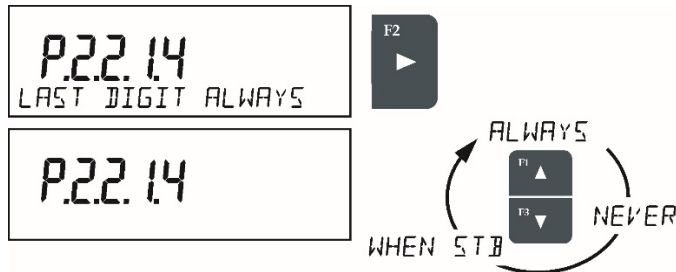 P.2.2.1.4
LAST DIGIT ALWAYS
F2
P.2.2.1.4
ALWAYS
F1
F3
NEVER
WHEN STB